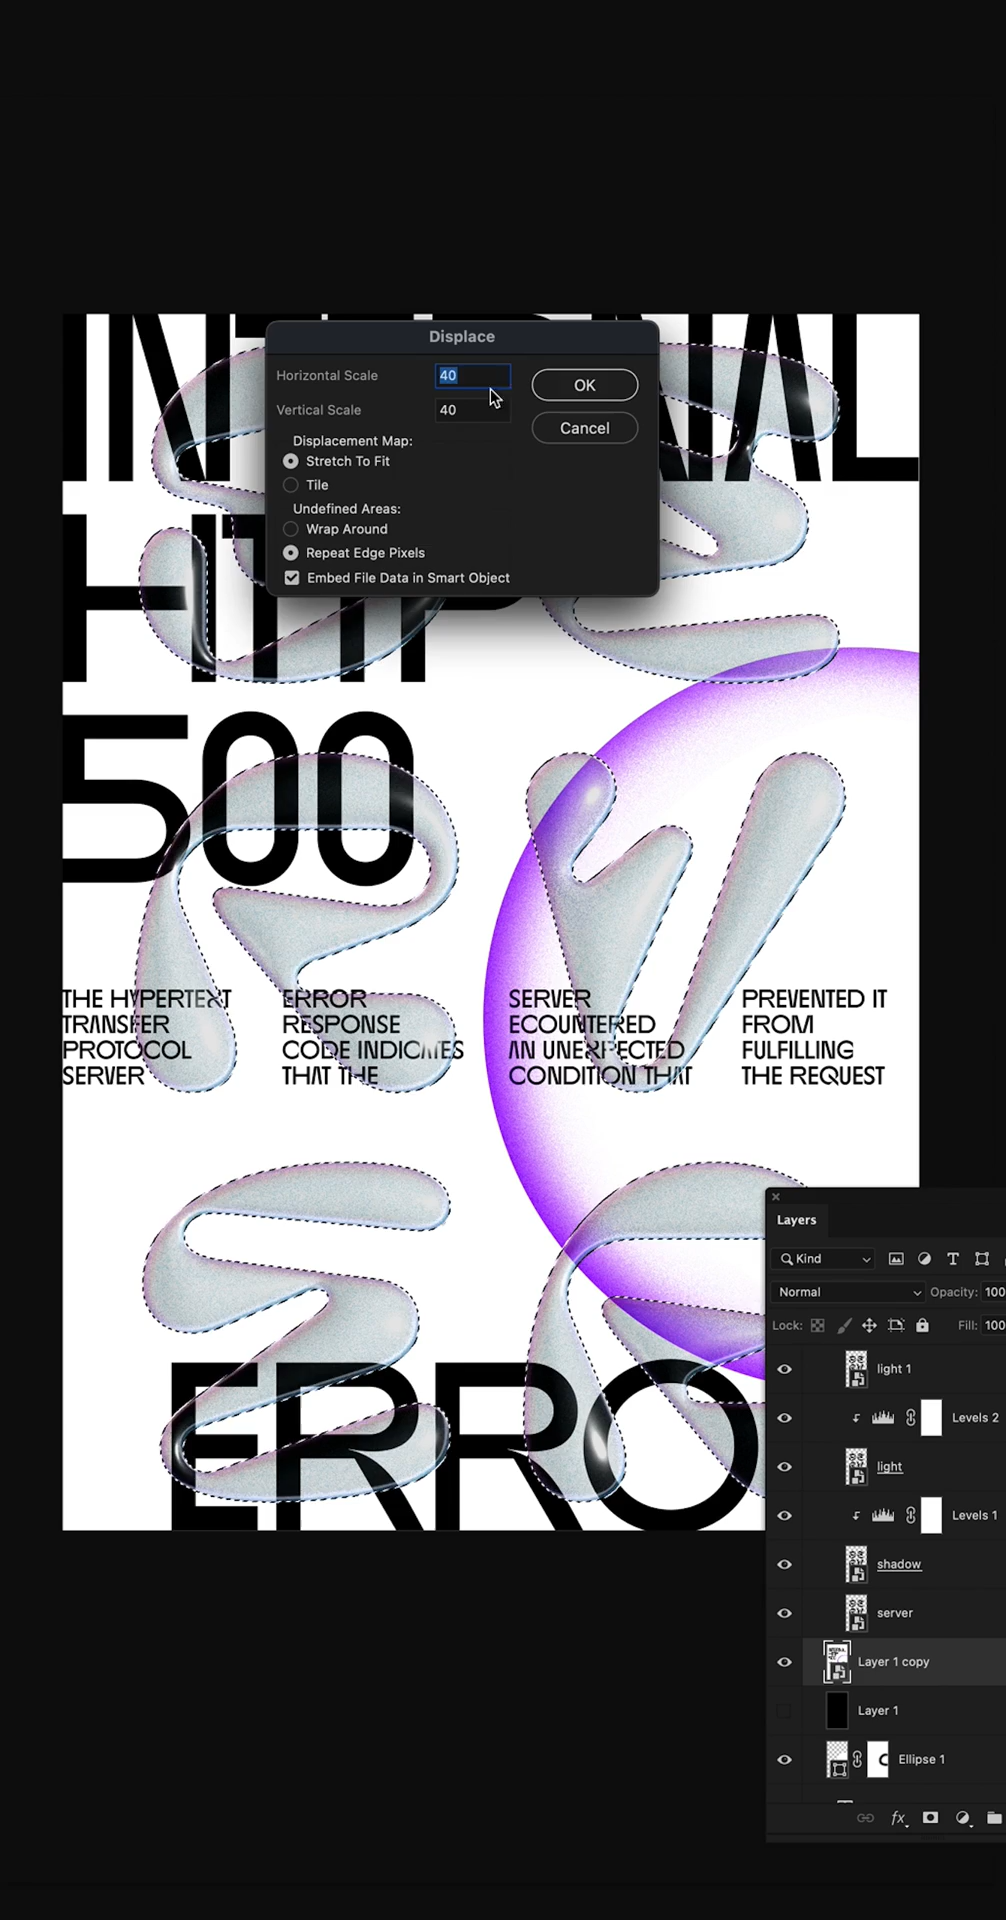 Displace
Horizontal Scale 40
OK
Vertical Scale 40
Cancel
Displacement Map:
Stretch To Fit
Tile
Undefined Areas:
Wrap Around
Repeat Edge Pixels
Embed File Data in Smart Object
HTTP
500
THE HYPERTEXT
TRANSFER
PROTOCOL
SERVER
ERROR
RESPONSE
CODE INDICATES
THAT THE
SERVER
ECOUNTERED
AN UNEXPECTED
CONDITION THAT
PREVENTED IT
FROM
FULFILLING
THE REQUEST
ERRO
Layers
Kind
Normal Opacity: 100
Lock: Fill: 100
light 1
Levels 2
light
Levels 1
shadow
server
Layer 1 copy
Layer 1
Ellipse 1
fx